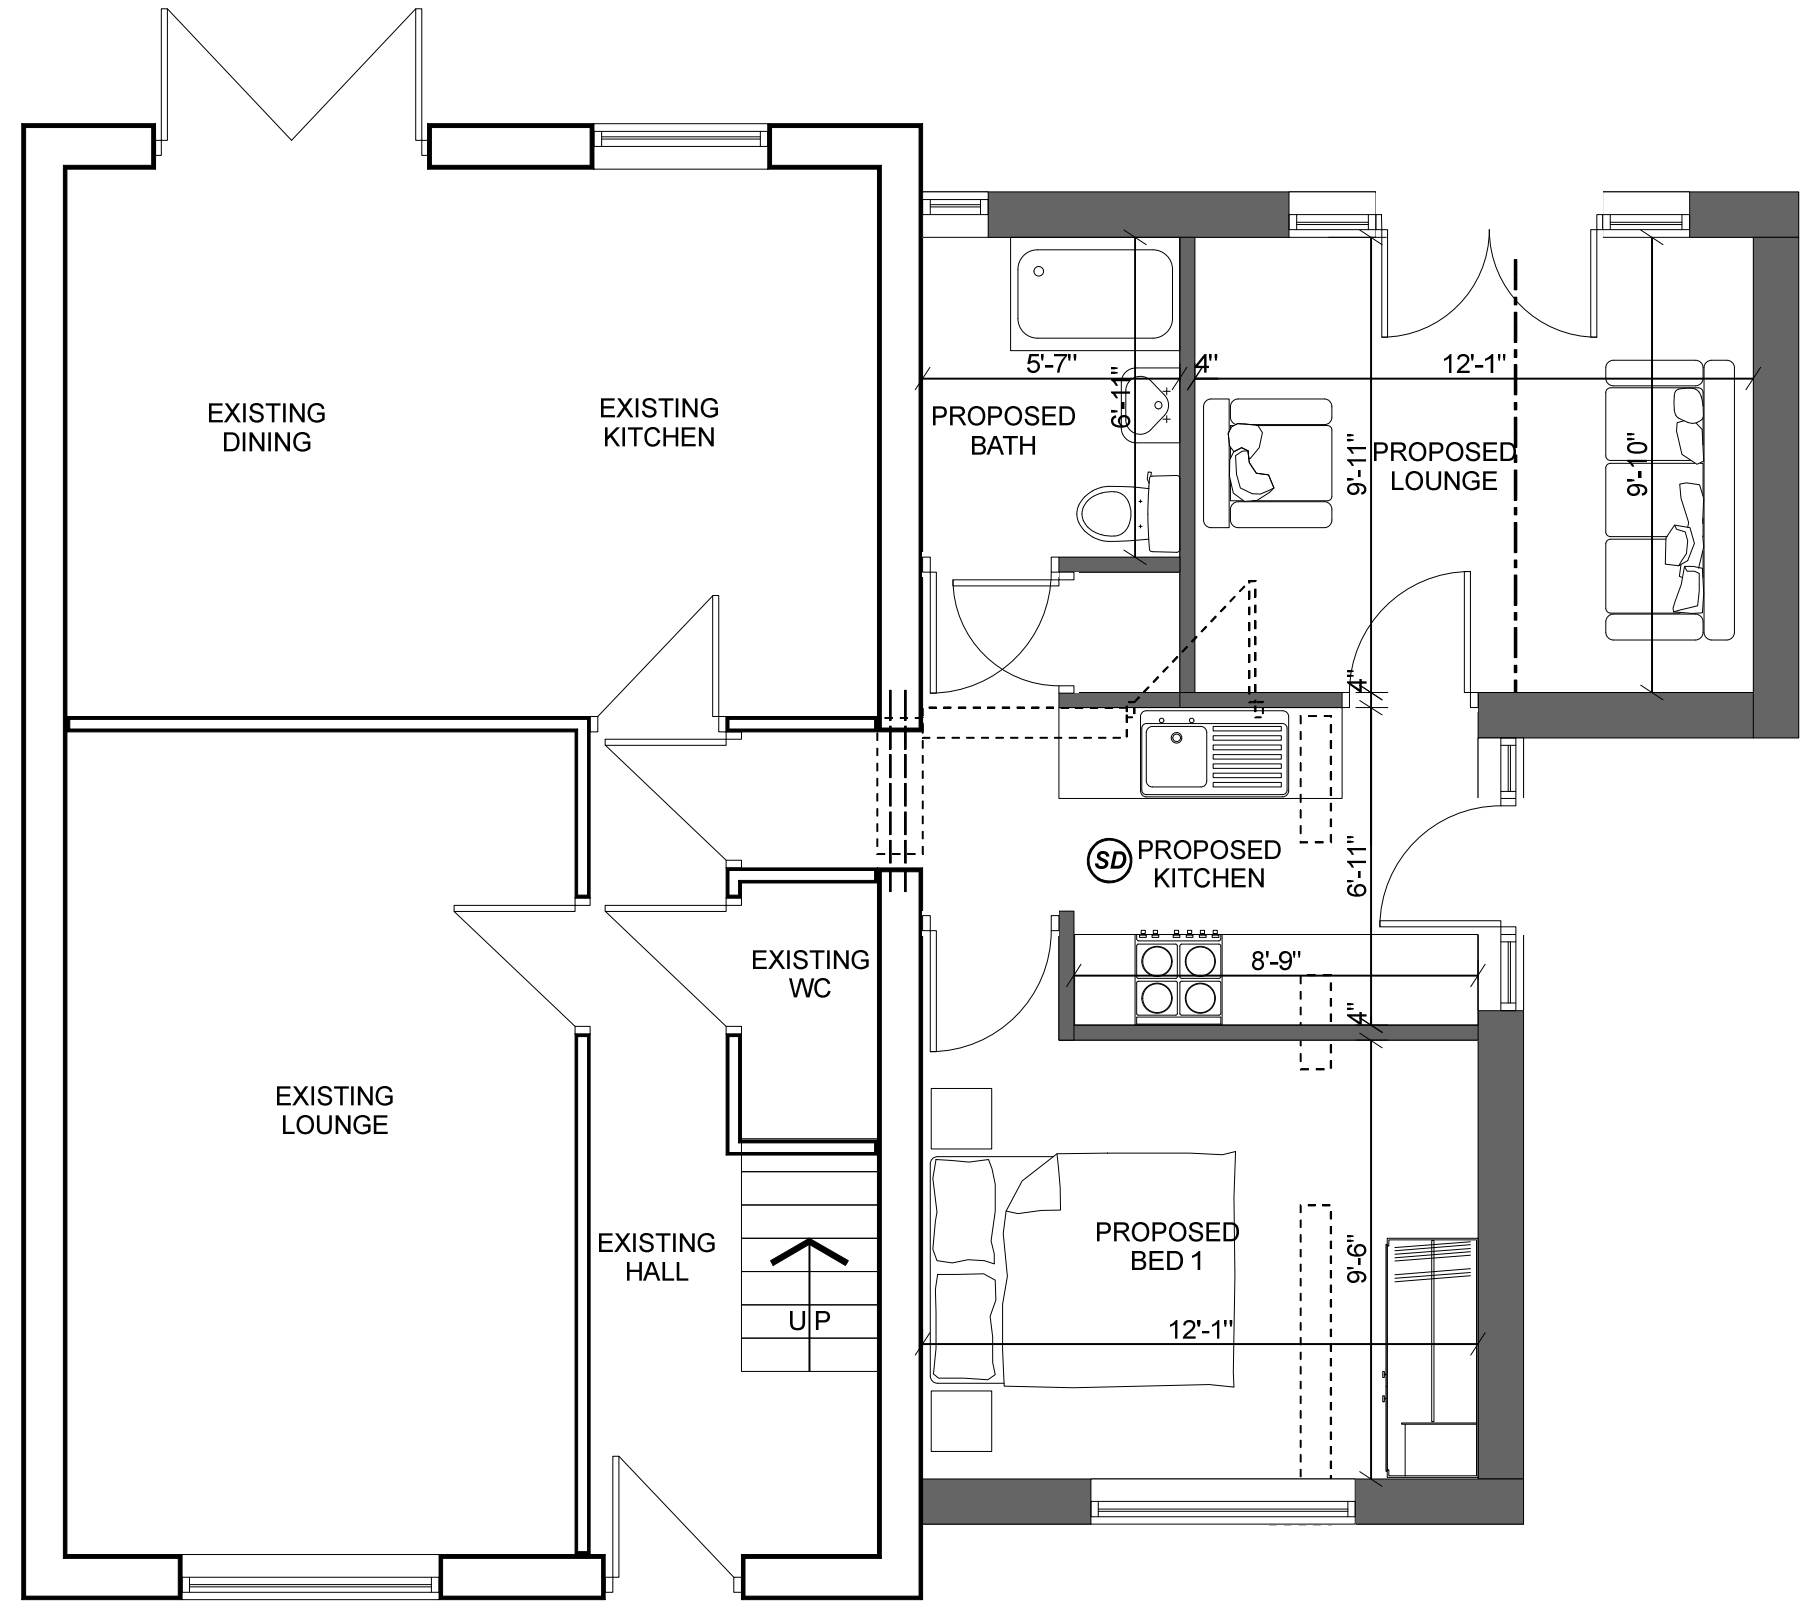 5'-7"
4"
12'-1"
6'-11"
EXISTING
DINING
EXISTING
KITCHEN
PROPOSED
BATH
9'-11"
PROPOSED
LOUNGE
9'-10"
4"
SD
PROPOSED
KITCHEN
6'-11"
EXISTING
WC
8'-9"
4"
EXISTING
LOUNGE
EXISTING
HALL
PROPOSED
BED 1
9'-6"
UP
12'-1"